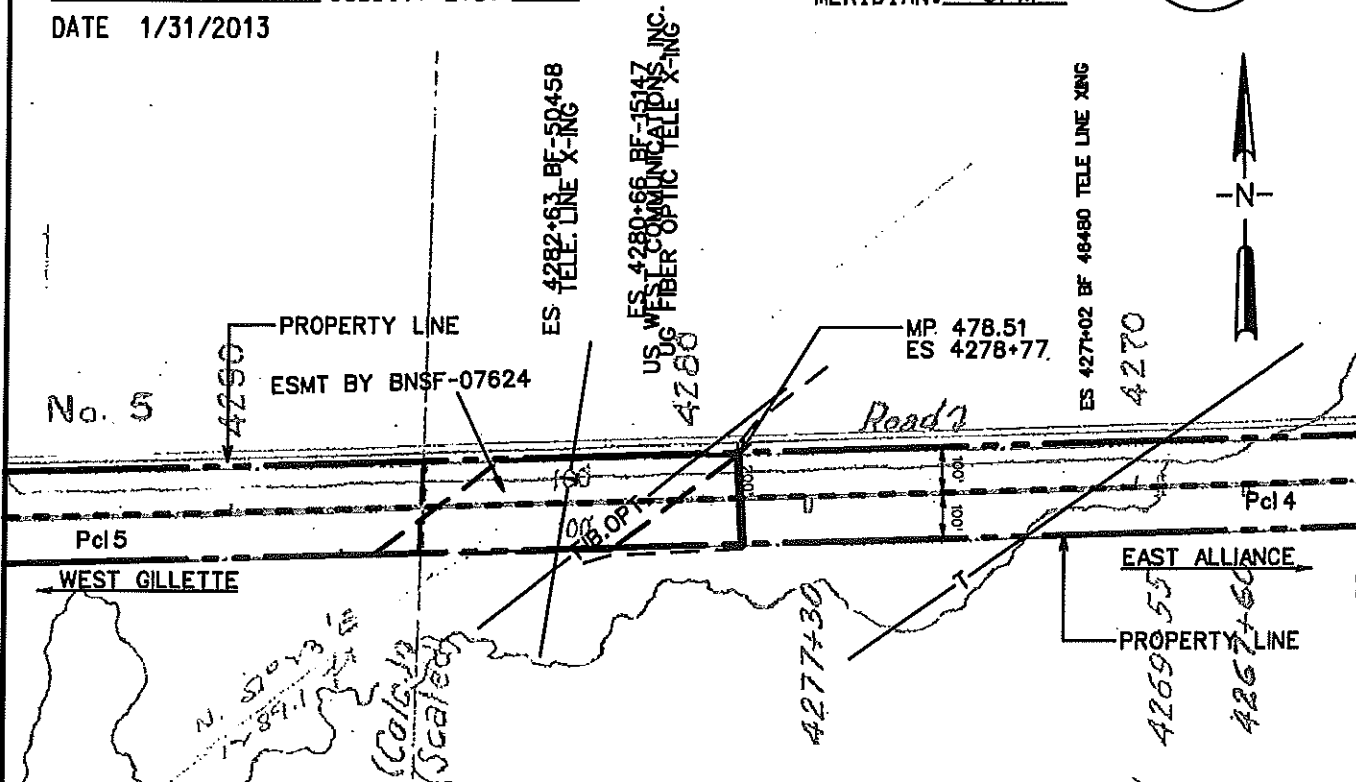 DATE 1/31/2013
ES 4282+63 BF-50458
TELE. LINE X-ING
ES 4280+66 BF-15147
US WEST COMMUNICATIONS, INC.
UG FIBER OPTIC TELE X-ING
ES 4271+02 BF 46480 TELE LINE XING
-N-
PROPERTY LINE
4290
ESMT BY BNSF-07624
4280
MP. 478.51
ES 4278+77
4270
No. 5
Road
100'
100'
200'
100'
100'
FIB.OPT
Pcl 5
Pcl 4
WEST GILLETTE
EAST ALLIANCE
T
PROPERTY LINE
4277+30
4269
4267+60
(Calc.
(Scaled